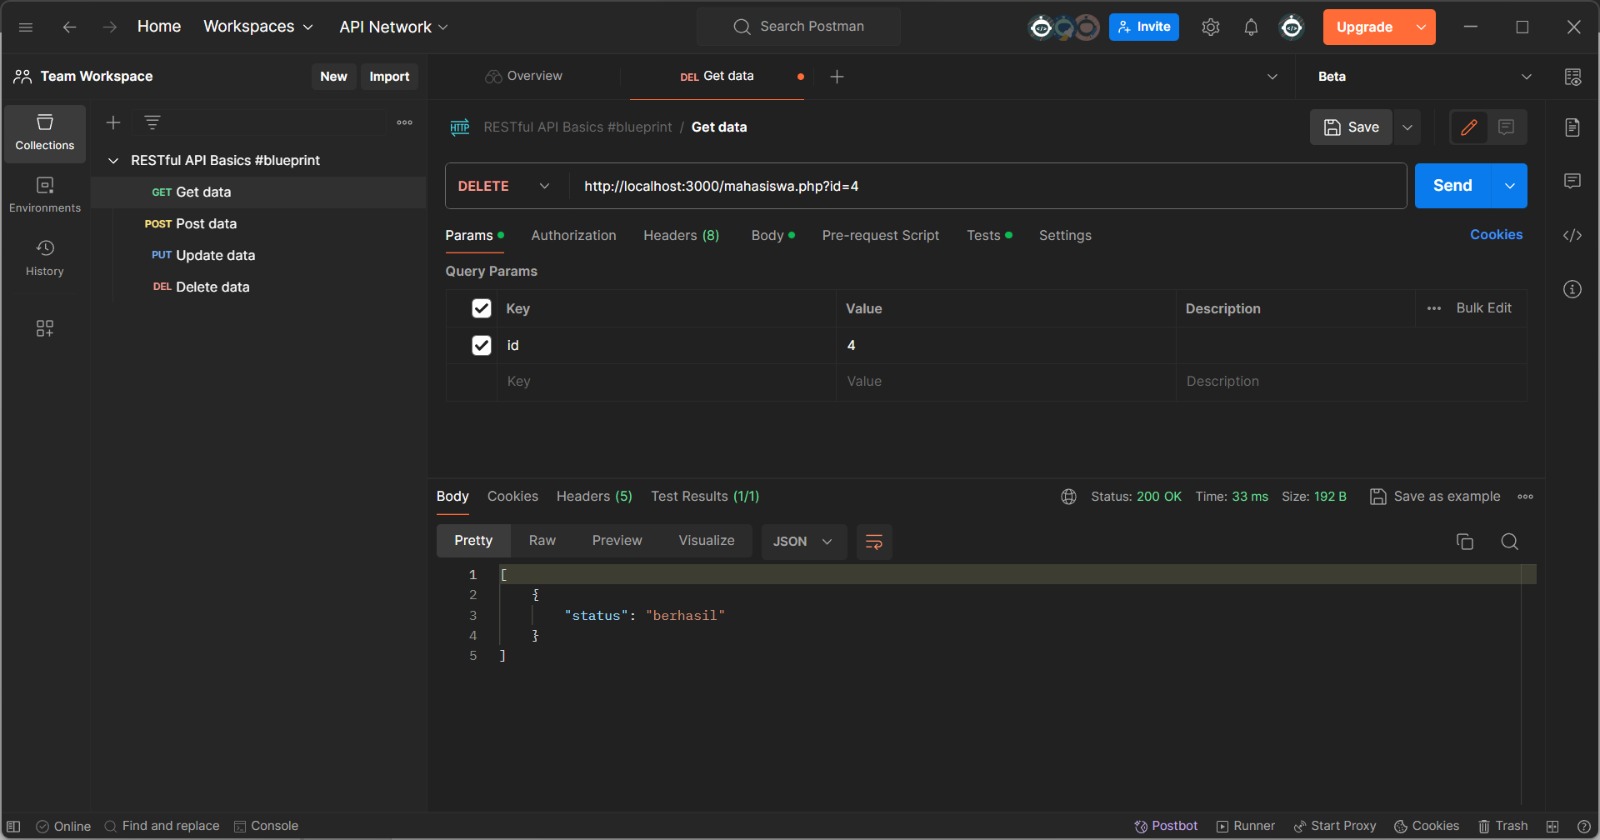 Home Workspaces API Network Search Postman Invite Upgrade
Team Workspace New Import Overview DEL Get data Beta
Collections
Environments
History
RESTful API Basics #blueprint
GET Get data
POST Post data
PUT Update data
DEL Delete data
HTTP RESTful API Basics #blueprint / Get data Save
DELETE http://localhost:3000/mahasiswa.php?id=4 Send
Params Authorization Headers (8) Body Pre-request Script Tests Settings Cookies
Query Params
Key Value Description Bulk Edit
id 4
Key Value Description
Body Cookies Headers (5) Test Results (1/1) Status: 200 OK Time: 33 ms Size: 192 B Save as example
Pretty Raw Preview Visualize JSON
1 [
2 {
3 "status": "berhasil"
4 }
5 ]
Online Find and replace Console Postbot Runner Start Proxy Cookies Trash